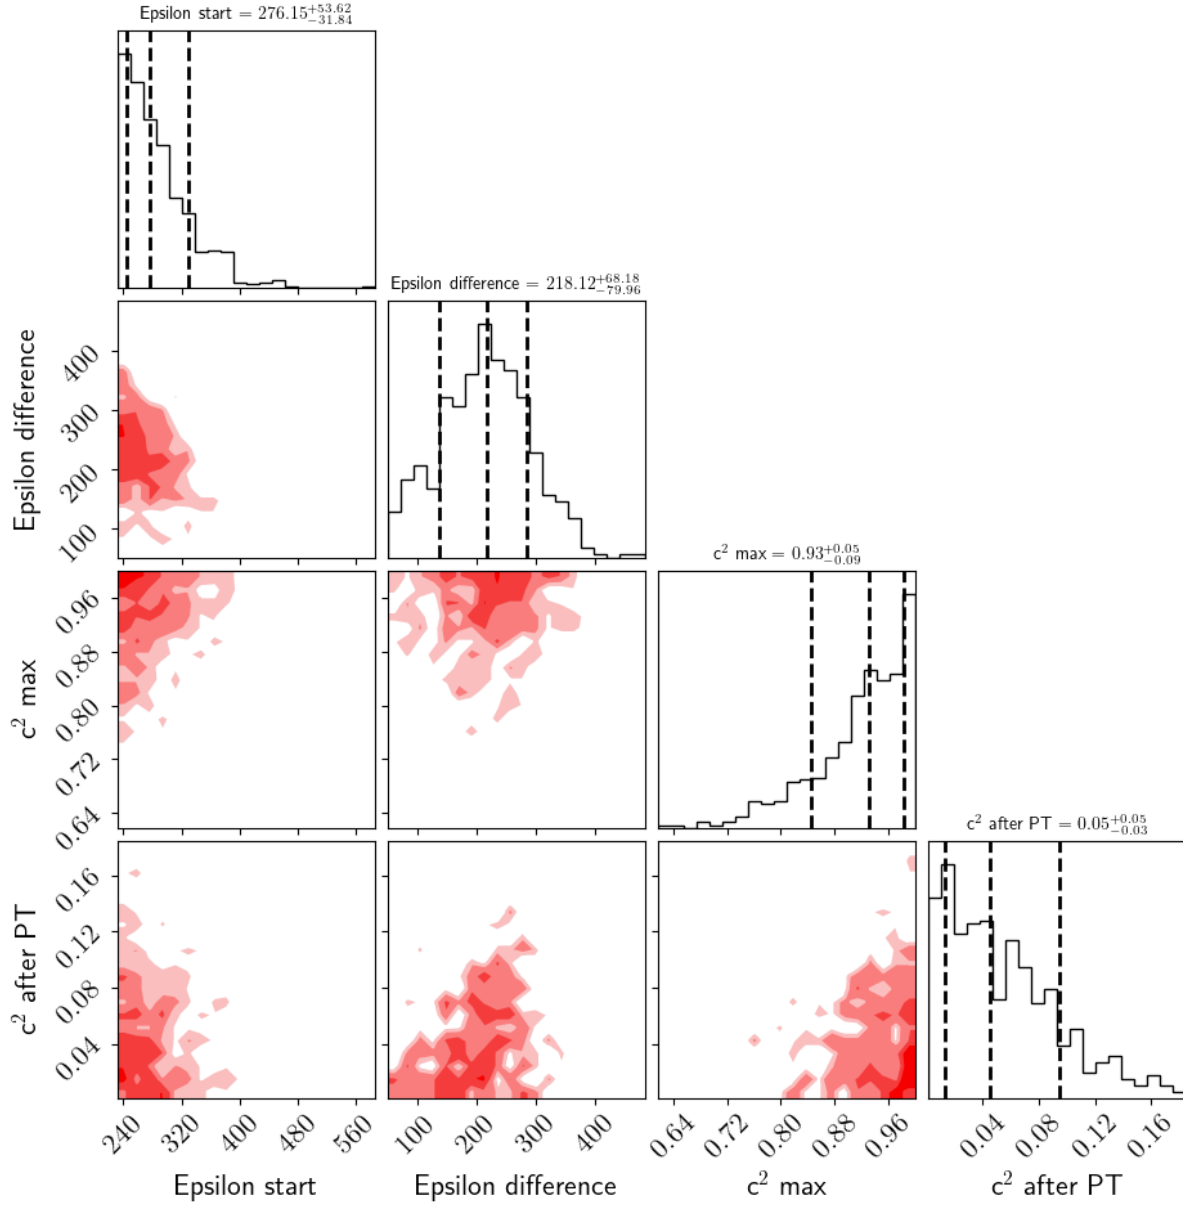 Epsilon start = 276.15+53.62−31.84
Epsilon difference = 218.12+68.18−79.96
400
300
200
100
Epsilon difference
c² max = 0.93+0.05−0.09
0.96
0.88
0.80
0.72
0.64
c² max
c² after PT = 0.05+0.05−0.03
0.16
0.12
0.08
0.04
c² after PT
240 320 400 480 560
100 200 300 400
0.64 0.72 0.80 0.88 0.96
0.04 0.08 0.12 0.16
Epsilon start
Epsilon difference
c² max
c² after PT